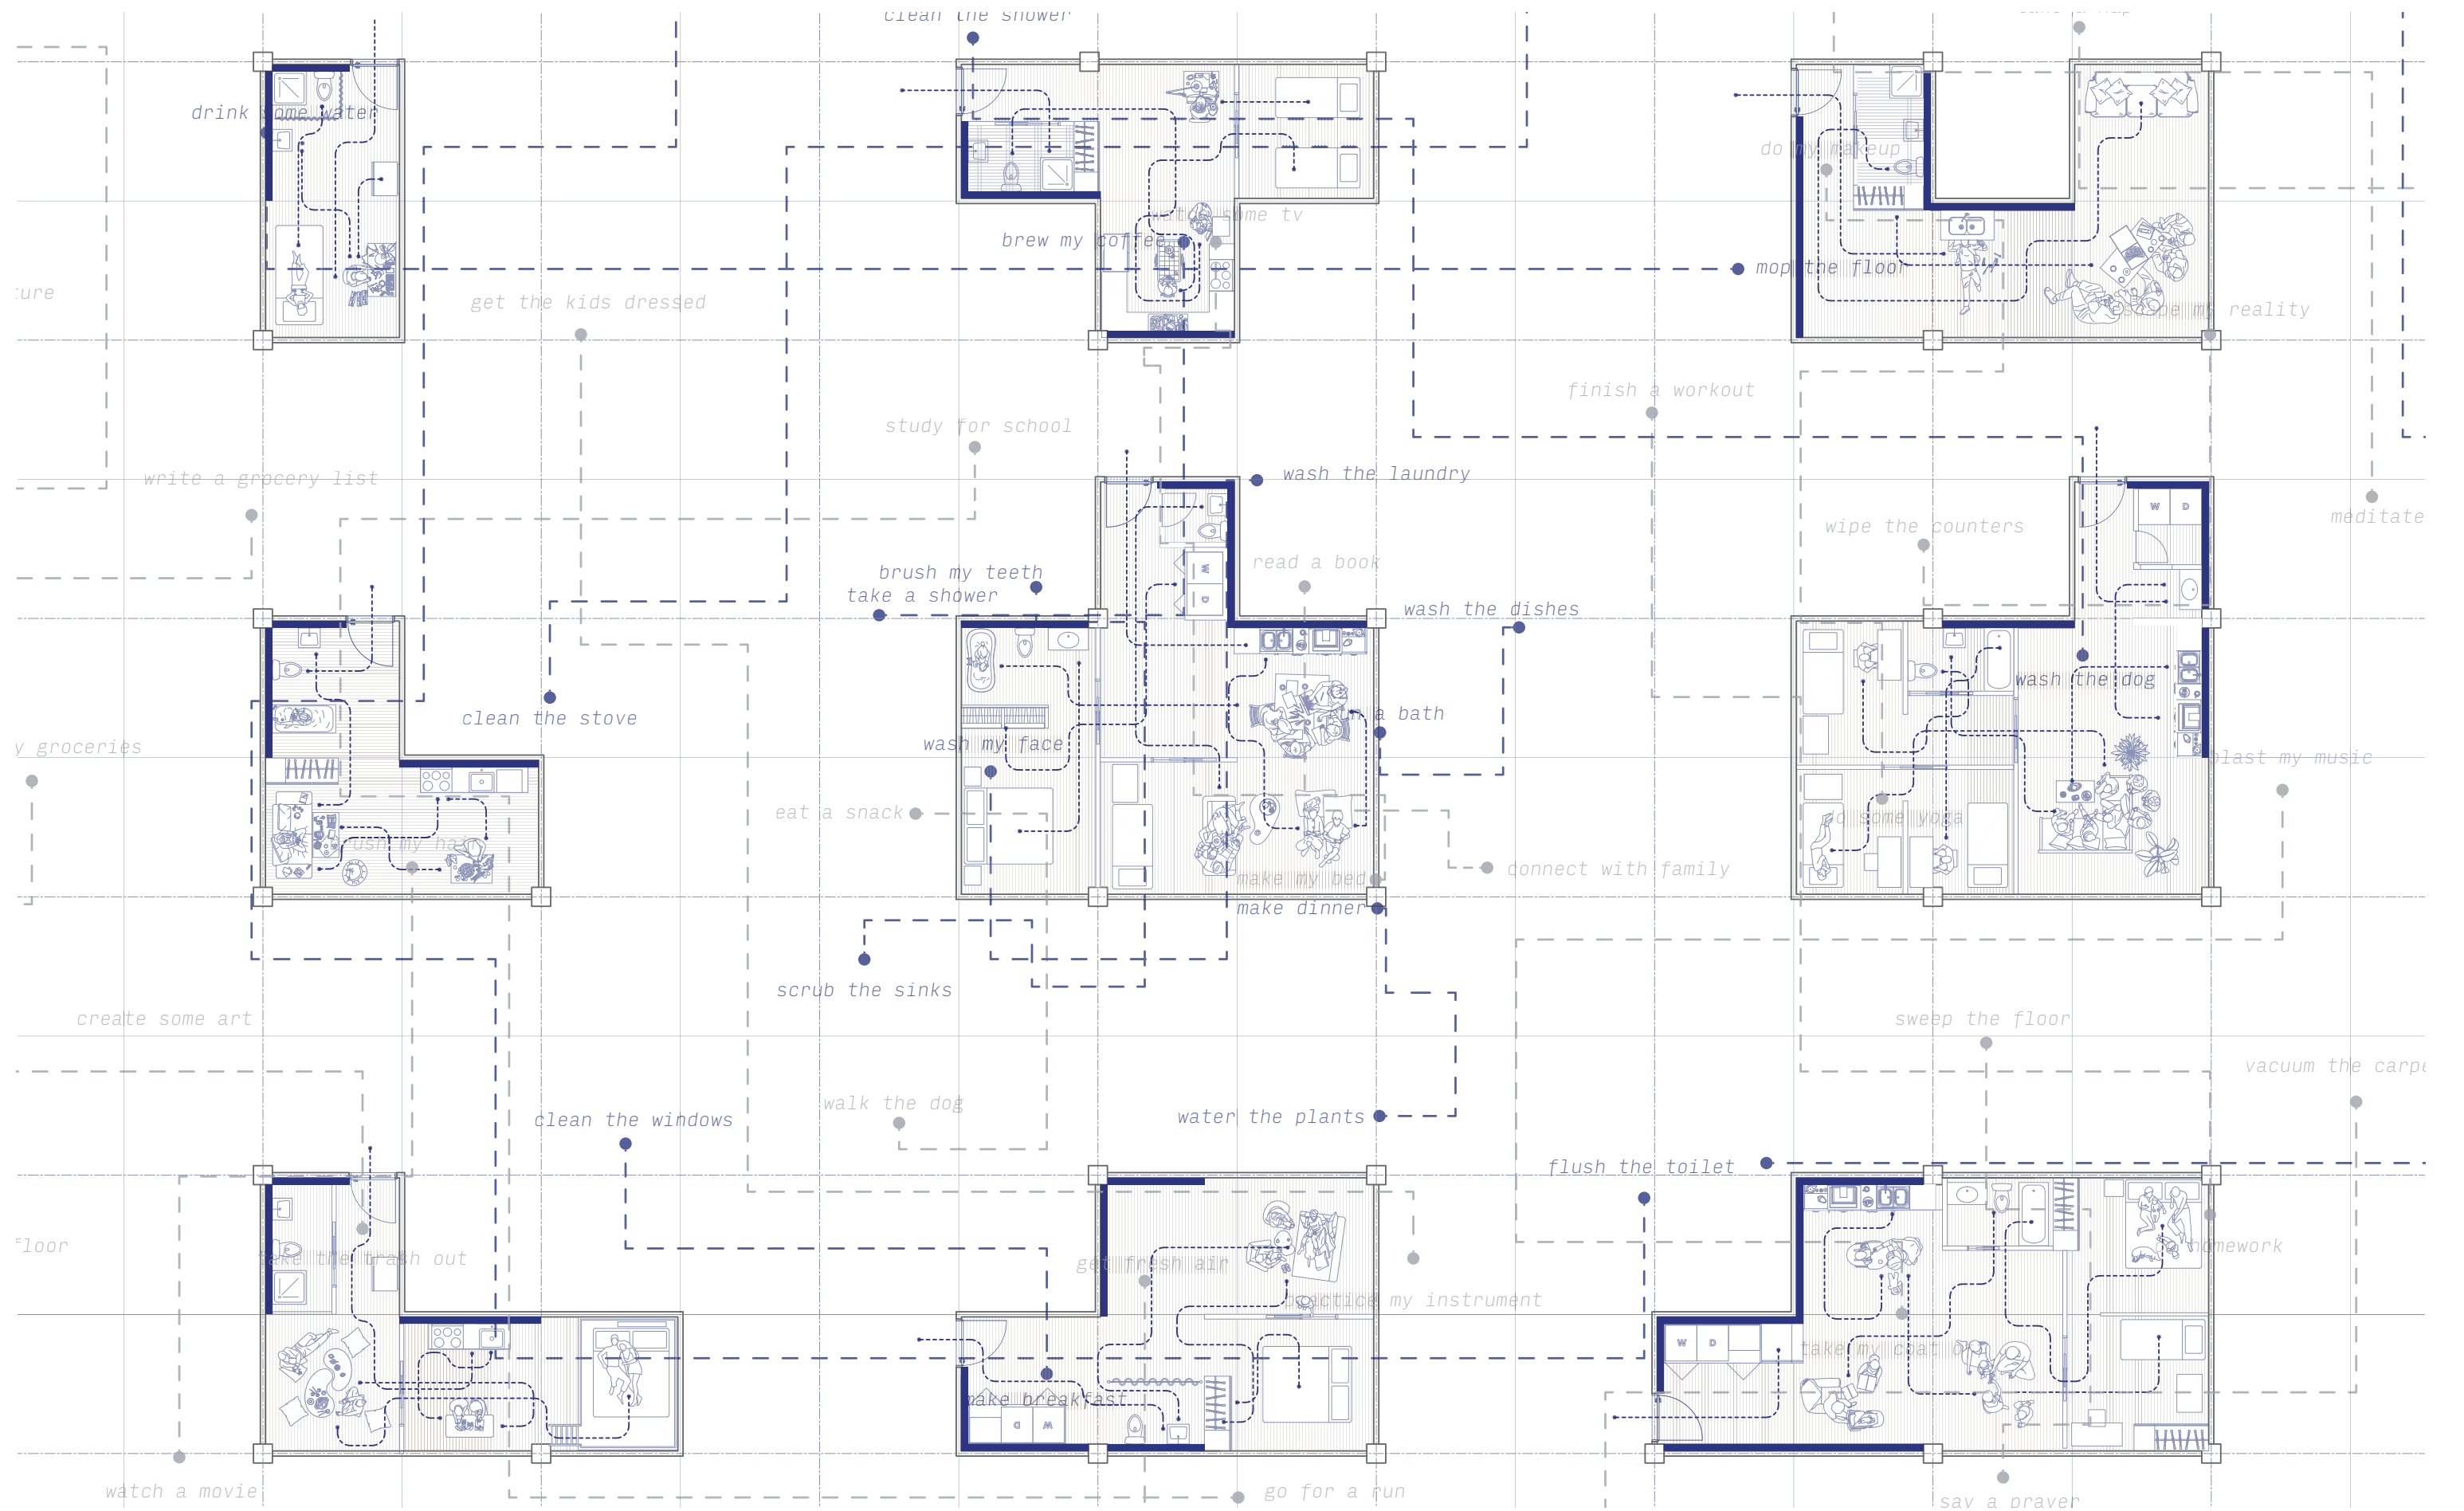 clean the shower
drink some water
do my makeup
watch some tv
brew my coffee
mop the floor
get the kids dressed
escape my reality
finish a workout
study for school
write a grocery list
wash the laundry
meditate
wipe the counters
read a book
brush my teeth
take a shower
wash the dishes
W
D
W
D
wash the dog
clean the stove
run a bath
wash my face
y groceries
blast my music
eat a snack
do some yoga
brush my hair
connect with family
make my bed
make dinner
scrub the sinks
create some art
sweep the floor
vacuum the carpe
walk the dog
water the plants
clean the windows
flush the toilet
floor
take the trash out
get fresh air
homework
practice my instrument
W
D
take my coat o
make breakfast
D
W
watch a movie
go for a run
say a prayer